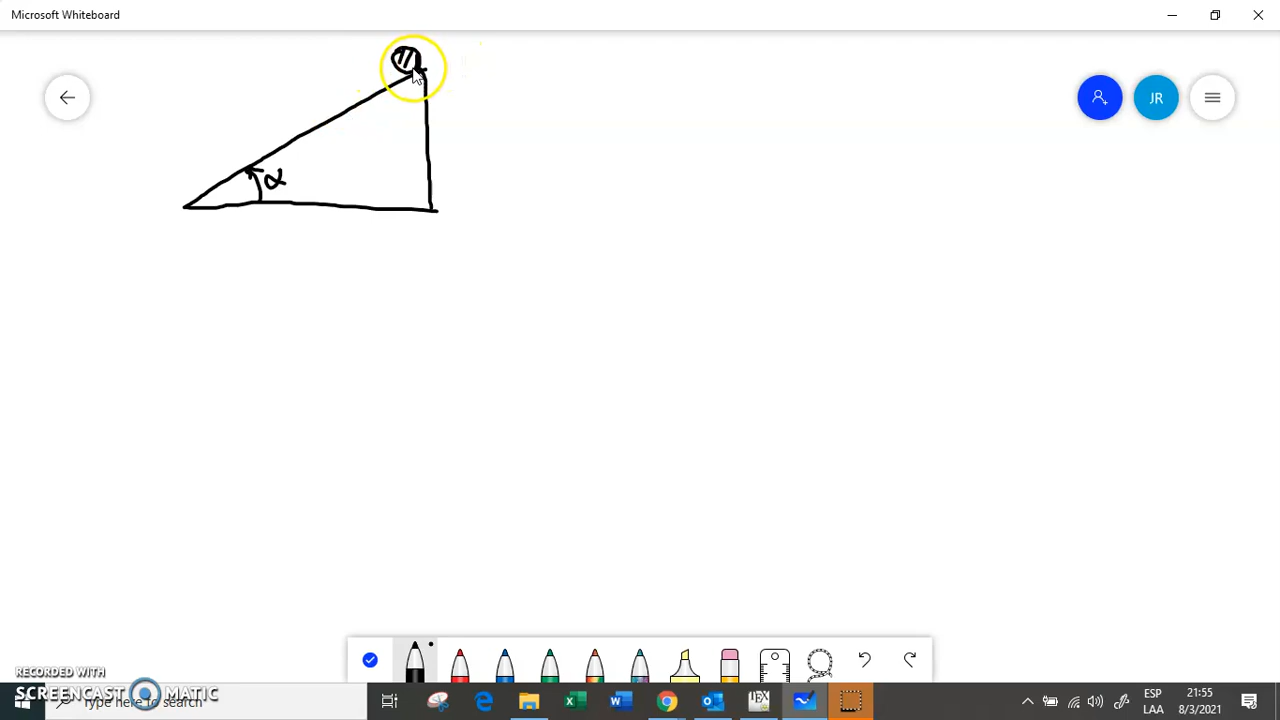 Microsoft Whiteboard
JR
α
RECORDED WITH
SCREENCAST MATIC
Type here to search
ESP
LAA
21:55
8/3/2021